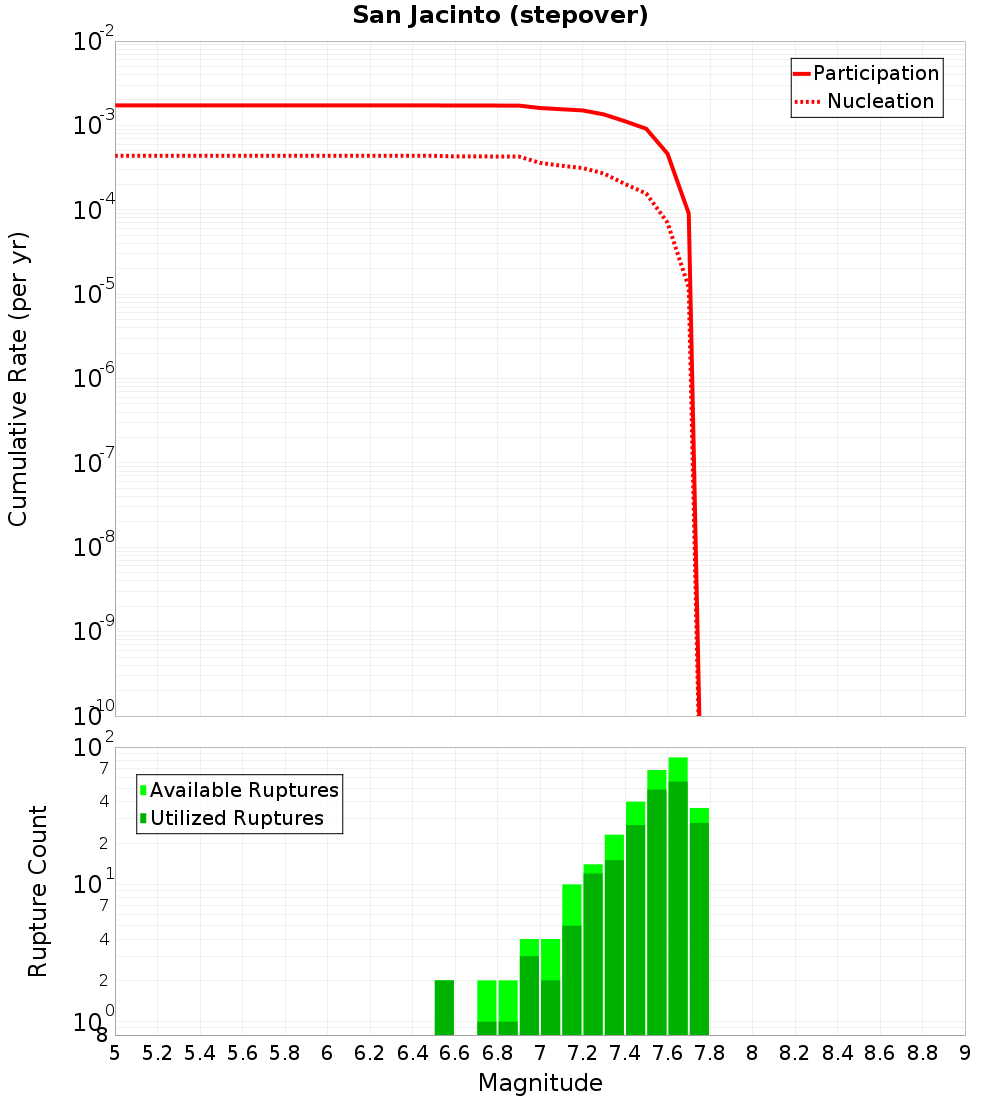 San Jacinto (stepover)
10-2
10-3
10-4
10-5
10-6
10-7
10-8
10-9
10-10
Cumulative Rate (per yr)
Participation
Nucleation
102
7
4
2
101
7
4
2
100
8
Rupture Count
Available Ruptures
Utilized Ruptures
5 5.2 5.4 5.6 5.8 6 6.2 6.4 6.6 6.8 7 7.2 7.4 7.6 7.8 8 8.2 8.4 8.6 8.8 9
Magnitude